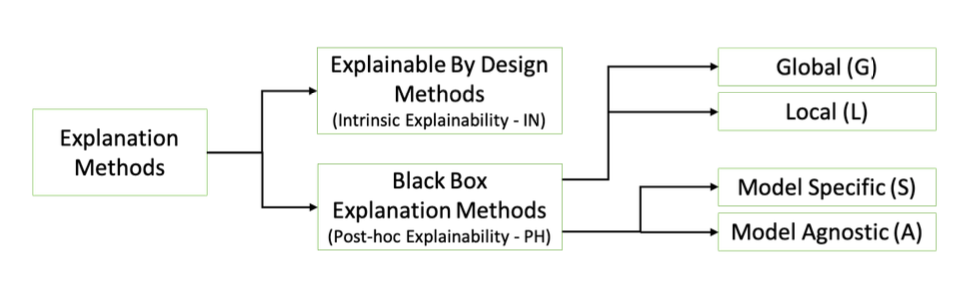 Explanation
Methods
Explainable By Design
Methods
(Intrinsic Explainability - IN)
Black Box
Explanation Methods
(Post-hoc Explainability - PH)
Global (G)
Local (L)
Model Specific (S)
Model Agnostic (A)